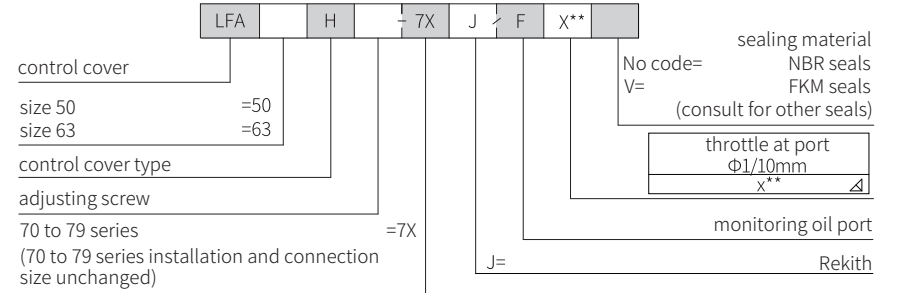 LFA H - 7X J / F X**
sealing material
No code= NBR seals
V= FKM seals
(consult for other seals)
control cover
size 50 =50
size 63 =63
throttle at port
Φ1/10mm
x**
control cover type
adjusting screw
monitoring oil port
70 to 79 series =7X
(70 to 79 series installation and connection
size unchanged)
J= Rekith